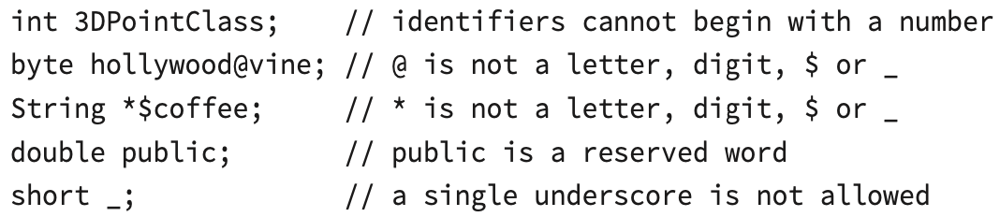 int 3DPointClass;    // identifiers cannot begin with a number
byte hollywood@vine; // @ is not a letter, digit, $ or _
String *$coffee;     // * is not a letter, digit, $ or _
double public;       // public is a reserved word
short _;             // a single underscore is not allowed